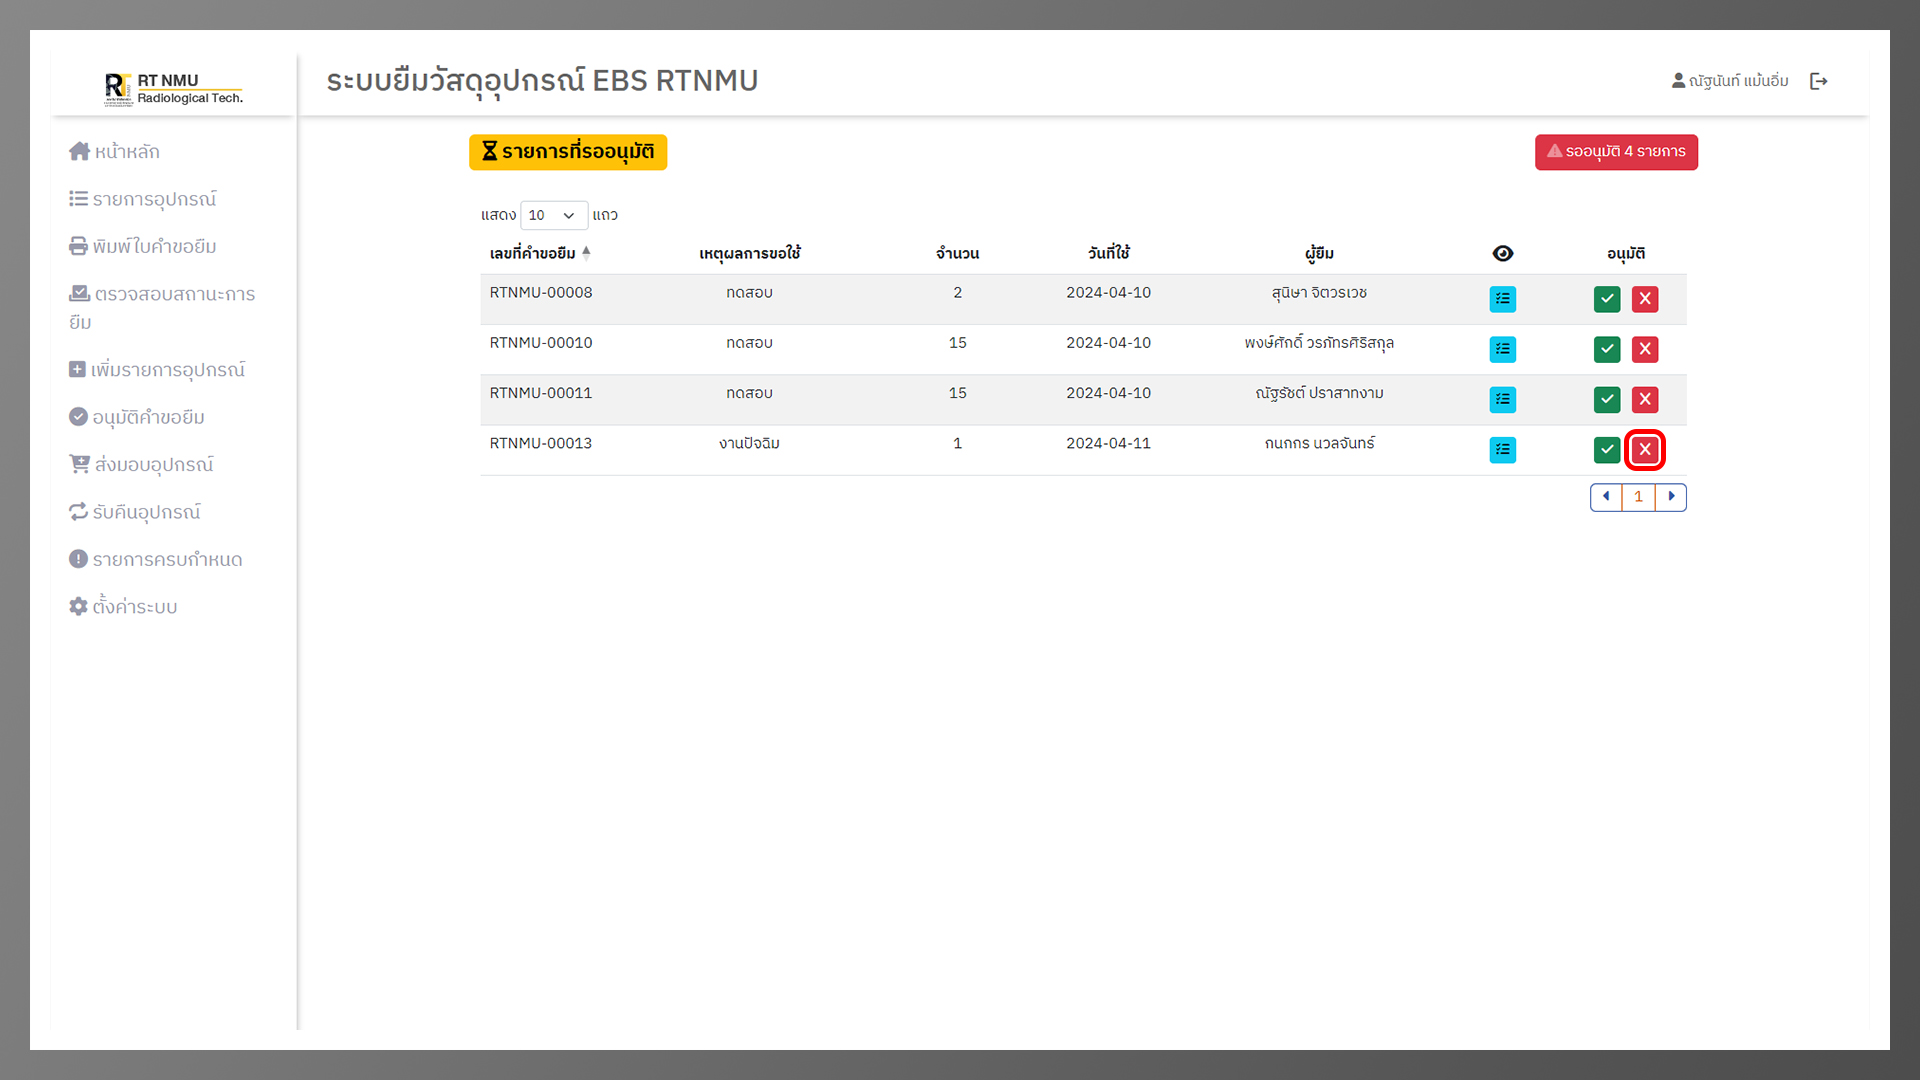 RT NMU
Radiological Tech.
ระบบยืมวัสดุอุปกรณ์ EBS RTNMU
ณัฐนันท์ แม้นอิ่ม
หน้าหลัก
รายการอุปกรณ์
พิมพ์ใบคำขอยืม
ตรวจสอบสถานะการ
ยืม
เพิ่มรายการอุปกรณ์
อนุมัติคำขอยืม
ส่งมอบอุปกรณ์
รับคืนอุปกรณ์
รายการครบกำหนด
ตั้งค่าระบบ
รายการที่รออนุมัติ
รออนุมัติ 4 รายการ
แสดง 10 แถว
เลขที่คำขอยืม เหตุผลการขอใช้ จำนวน วันที่ใช้ ผู้ยืม อนุมัติ
RTNMU-00008 ทดสอบ 2 2024-04-10 สุนิษา จิตวรเวช
RTNMU-00010 ทดสอบ 15 2024-04-10 พงษ์ศักดิ์ วรภัทรศิริสกุล
RTNMU-00011 ทดสอบ 15 2024-04-10 ณัฐรัชต์ ปราสาทงาม
RTNMU-00013 งานปัจฉิม 1 2024-04-11 กนกกร นวลจันทร์
1